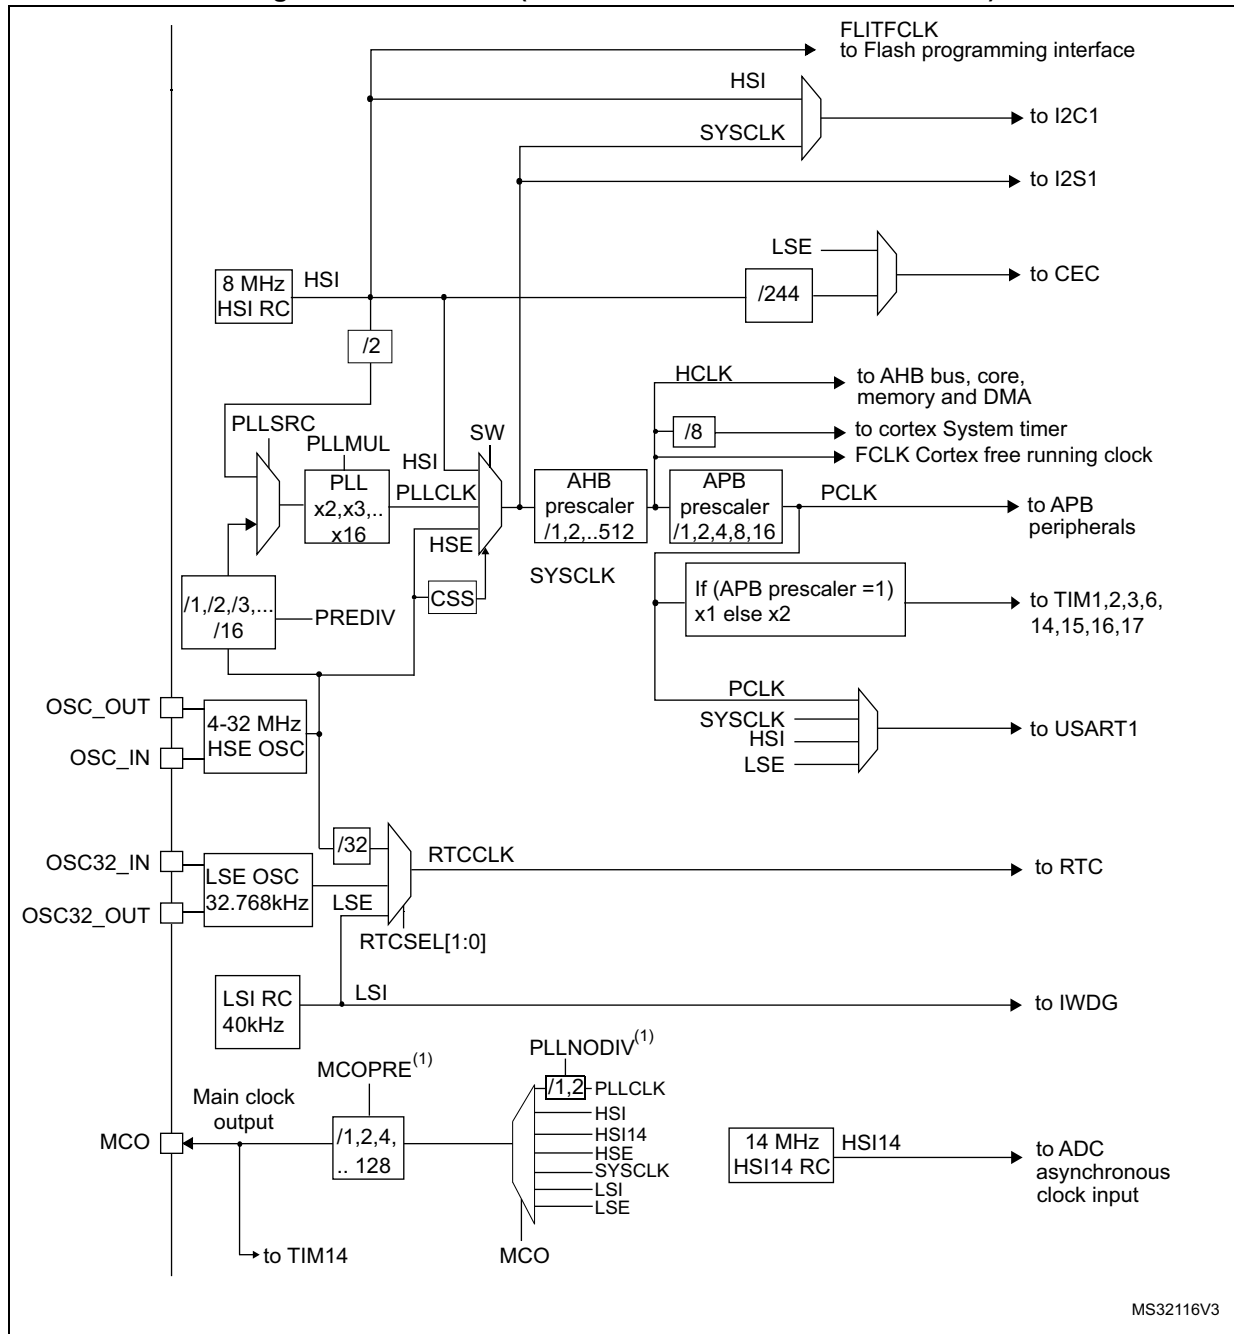 FLITFCLK
to Flash programming interface
HSI
to I2C1
SYSCLK
to I2S1
LSE
8 MHz
HSI RC
HSI
/244
to CEC
/2
HCLK
to AHB bus, core,
memory and DMA
PLLSRC
PLLMUL
SW
/8
to cortex System timer
FCLK Cortex free running clock
HSI
PLL
x2,x3,..
x16
PLLCLK
AHB
prescaler
/1,2,..512
APB
prescaler
/1,2,4,8,16
PCLK
to APB
peripherals
HSE
SYSCLK
CSS
/1,/2,/3,...
/16
PREDIV
If (APB prescaler =1)
x1 else x2
to TIM1,2,3,6,
14,15,16,17
OSC_OUT
OSC_IN
4-32 MHz
HSE OSC
PCLK
SYSCLK
HSI
LSE
to USART1
/32
RTCCLK
to RTC
OSC32_IN
OSC32_OUT
LSE OSC
32.768kHz
LSE
RTCSEL[1:0]
LSI RC
40kHz
LSI
to IWDG
PLLNODIV(1)
MCOPRE(1)
/1,2
PLLCLK
HSI
HSI14
HSE
SYSCLK
LSI
LSE
Main clock
output
MCO
/1,2,4,
.. 128
14 MHz
HSI14 RC
HSI14
to ADC
asynchronous
clock input
to TIM14
MCO
MS32116V3